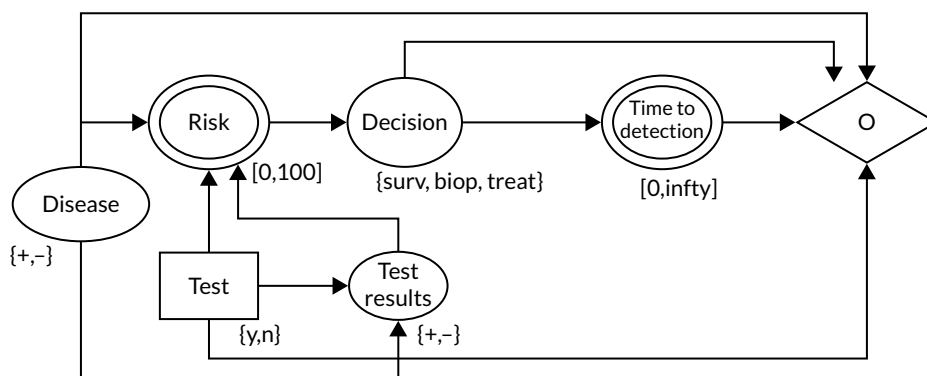 Risk
Decision
Time to
detection
O
[0,100]
{surv, biop, treat}
[0,infty]
Disease
{+,–}
Test
Test
results
{y,n}
{+,–}